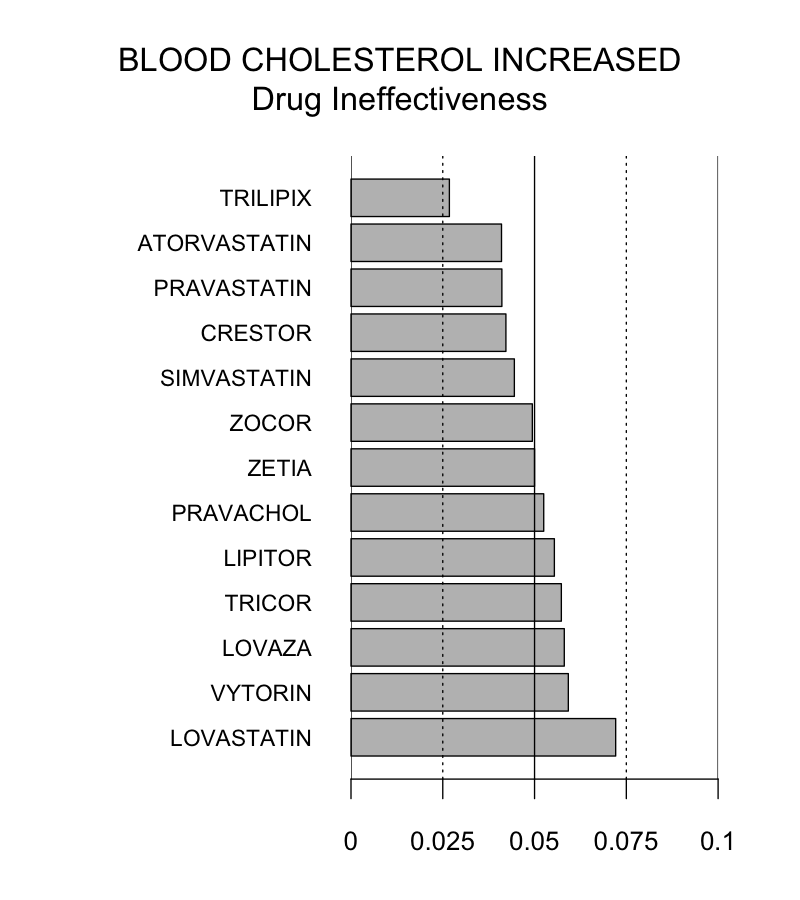 BLOOD CHOLESTEROL INCREASED
Drug Ineffectiveness
TRILIPIX
ATORVASTATIN
PRAVASTATIN
CRESTOR
SIMVASTATIN
ZOCOR
ZETIA
PRAVACHOL
LIPITOR
TRICOR
LOVAZA
VYTORIN
LOVASTATIN
0 0.025 0.05 0.075 0.1